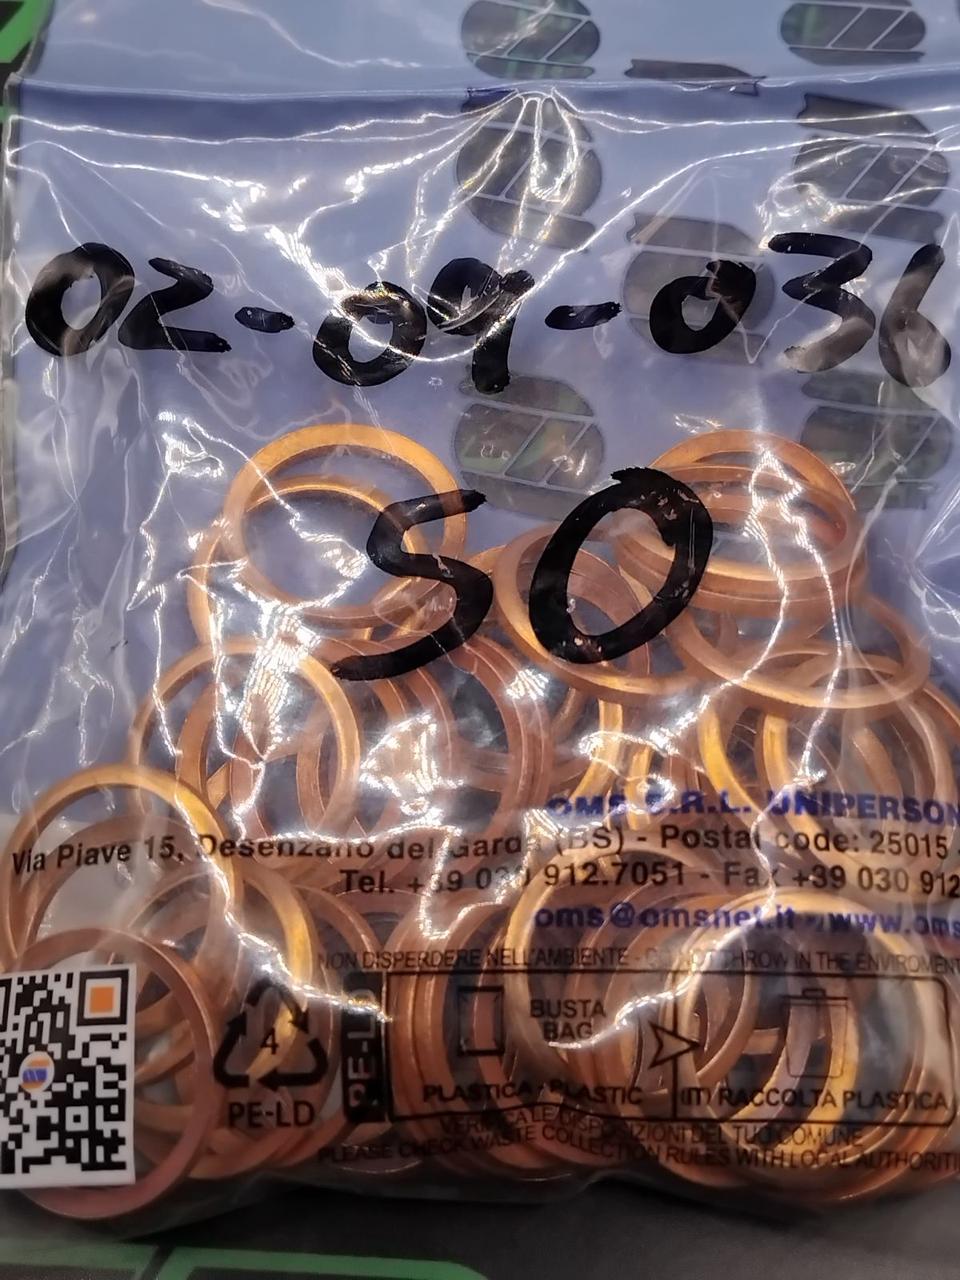 02-09-036
50
OMS S.R.L. UNIPERSON
Via Piave 15, Desenzano del Garda (BS) - Postal code: 25015 -
Tel. +39 030 912.7051 - Fax +39 030 912
oms@omsnet.it - www.oms
NON DISPERDERE NELL'AMBIENTE - DO NOT THROW IN THE ENVIROMENT
4
PE-LD
PE-LD
BUSTA
BAG
PLASTICA - PLASTIC
(IT) RACCOLTA PLASTICA
VERIFICA LE DISPOSIZIONI DEL TUO COMUNE
PLEASE CHECK WASTE COLLECTION RULES WITH LOCAL AUTHORITI